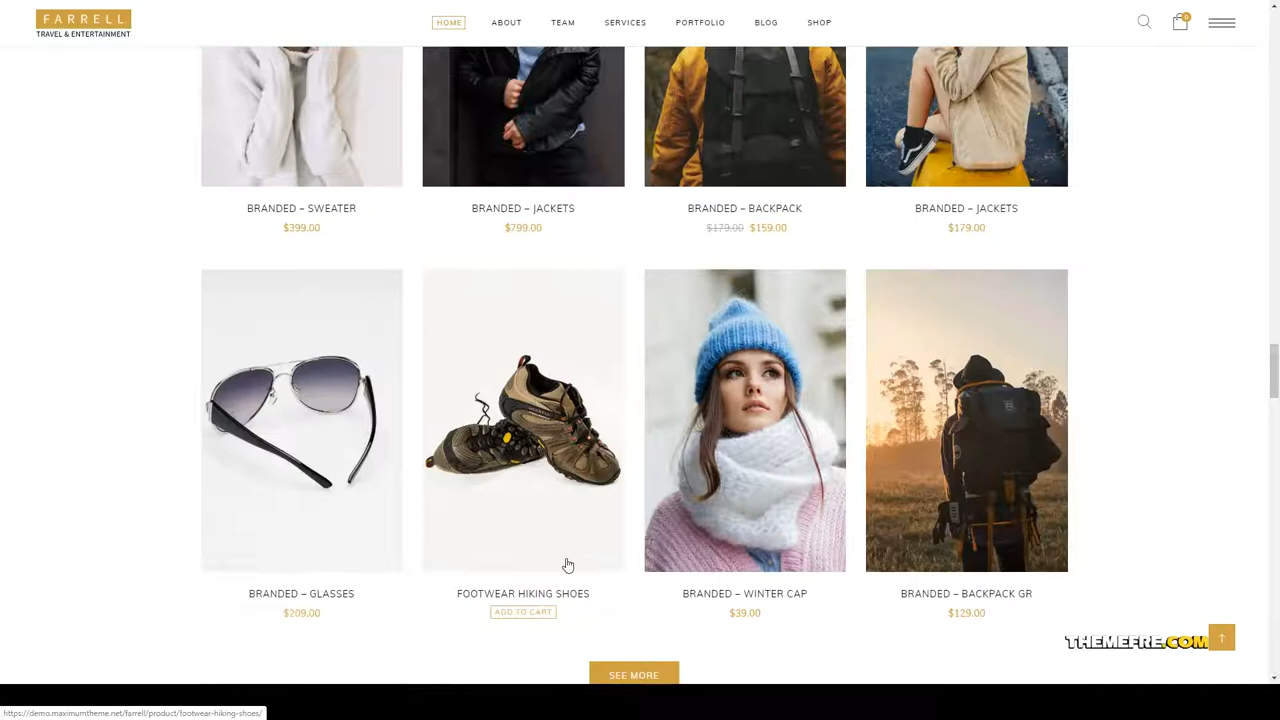 FARRELL
TRAVEL & ENTERTAINMENT
HOME
ABOUT
TEAM
SERVICES
PORTFOLIO
BLOG
SHOP
0
BRANDED – SWEATER
$399.00
BRANDED – JACKETS
$799.00
BRANDED – BACKPACK
$179.00 $159.00
BRANDED – JACKETS
$179.00
BRANDED – GLASSES
$209.00
FOOTWEAR HIKING SHOES
ADD TO CART
BRANDED – WINTER CAP
$39.00
BRANDED – BACKPACK GR
$129.00
THEMEFRE.COM
SEE MORE
https://demo.maximumtheme.net/farrell/product/footwear-hiking-shoes/